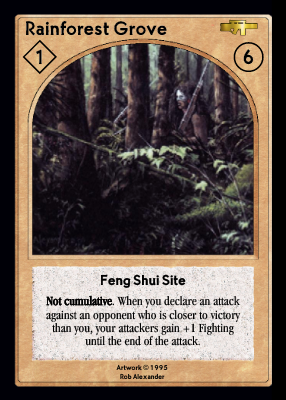 Rainforest Grove
1
6
Feng Shui Site
Not cumulative. When you declare an attack
against an opponent who is closer to victory
than you, your attackers gain +1 Fighting
until the end of the attack.
Artwork © 1995
Rob Alexander